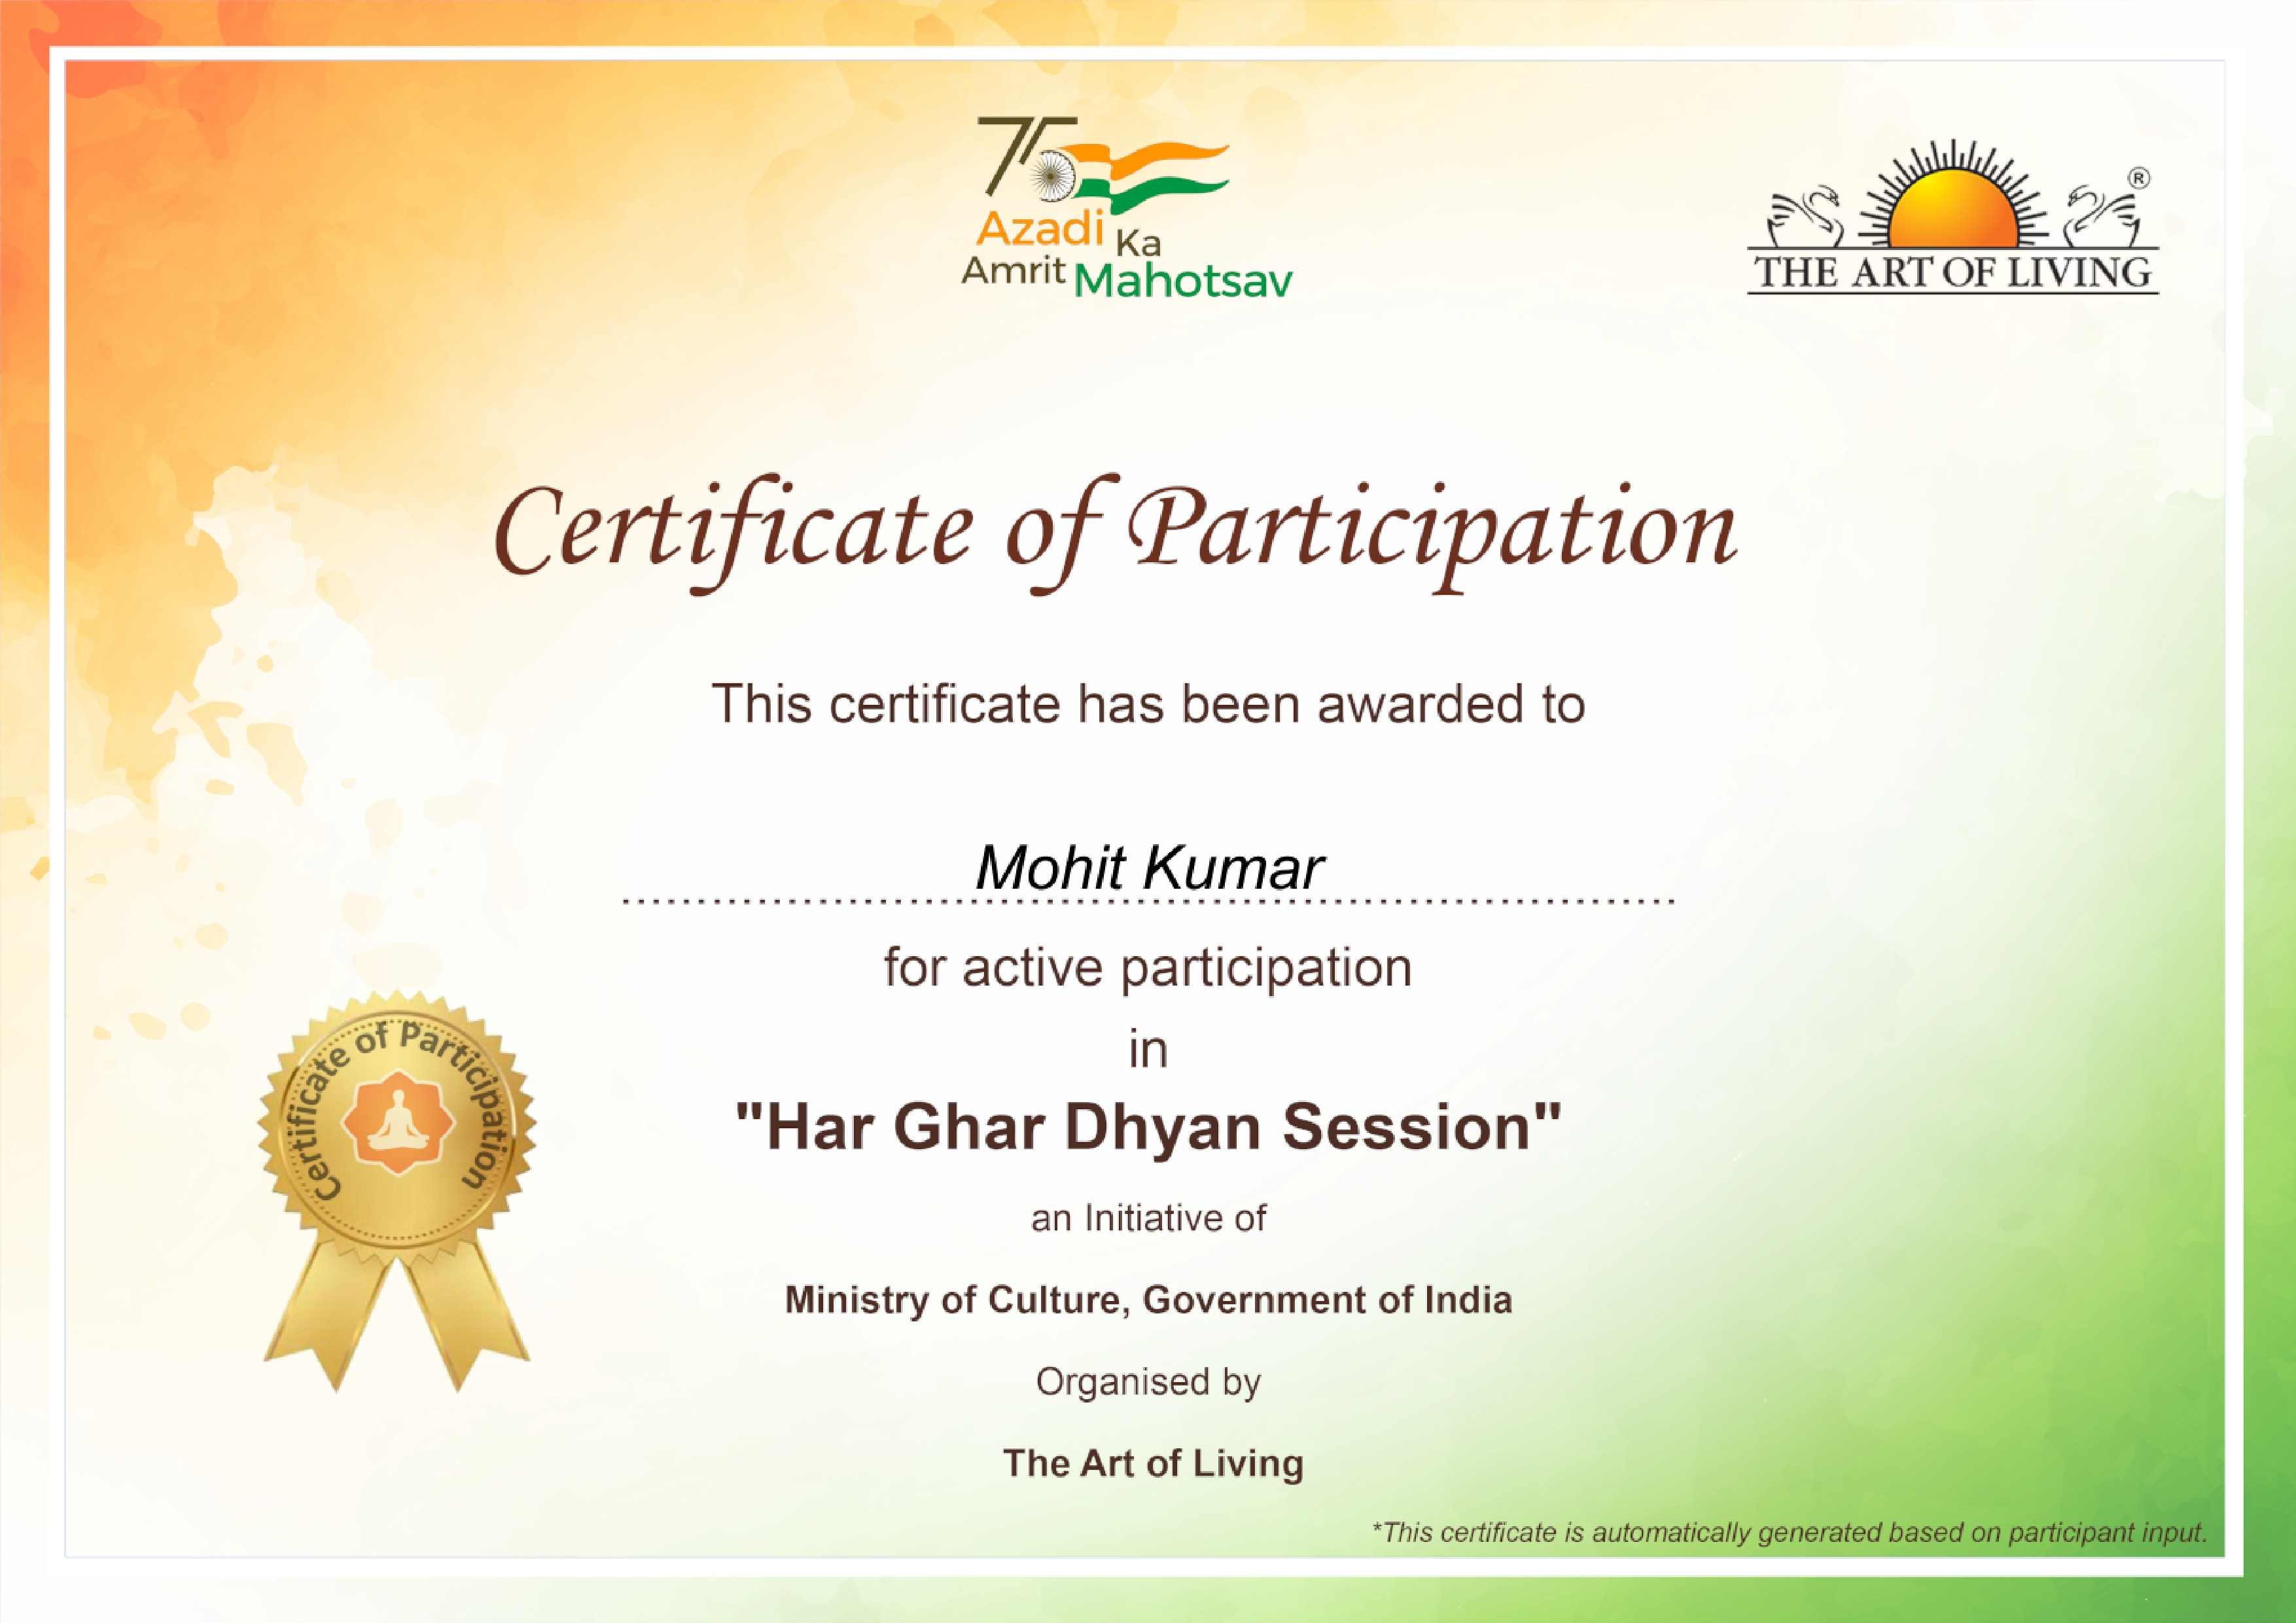 75
Azadi Ka
Amrit Mahotsav
®
THE ART OF LIVING
Certificate of Participation
This certificate has been awarded to
Mohit Kumar
for active participation
in
"Har Ghar Dhyan Session"
an Initiative of
Ministry of Culture, Government of India
Organised by
The Art of Living
Certificate of Participation
*This certificate is automatically generated based on participant input.